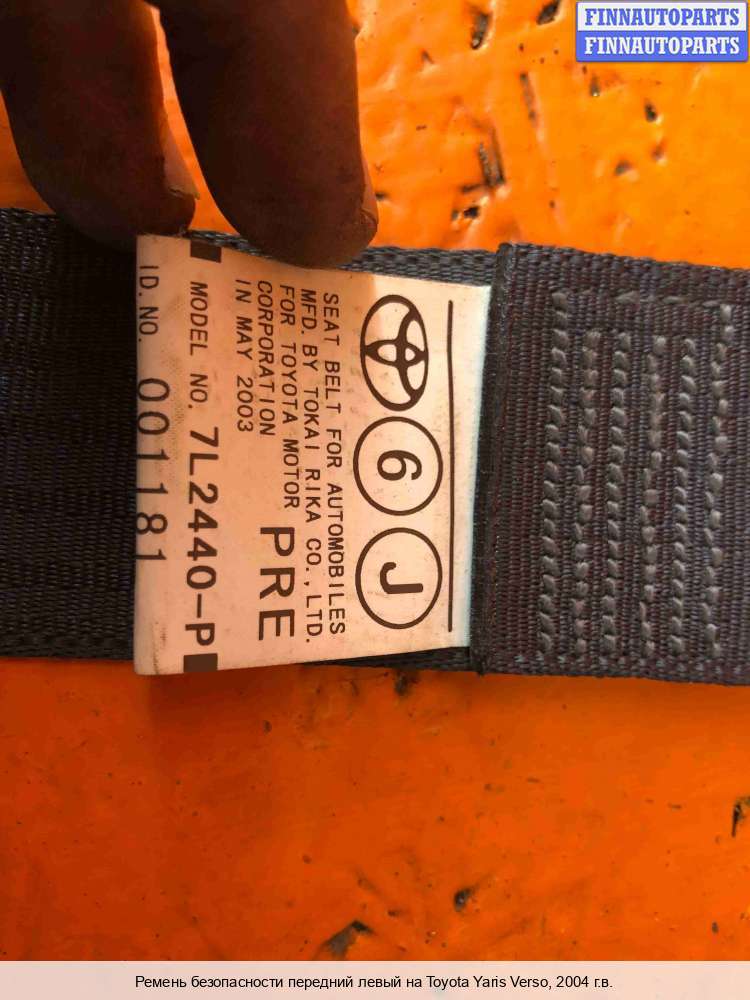 FINNAUTOPARTS
FINNAUTOPARTS
6 J
SEAT BELT FOR AUTOMOBILES
MFD. BY TOKAI RIKA CO., LTD.
FOR TOYOTA MOTOR
CORPORATION
IN MAY 2003
PRE
MODEL NO. 7L2440-P
ID. NO. 001181
Ремень безопасности передний левый на Toyota Yaris Verso, 2004 г.в.